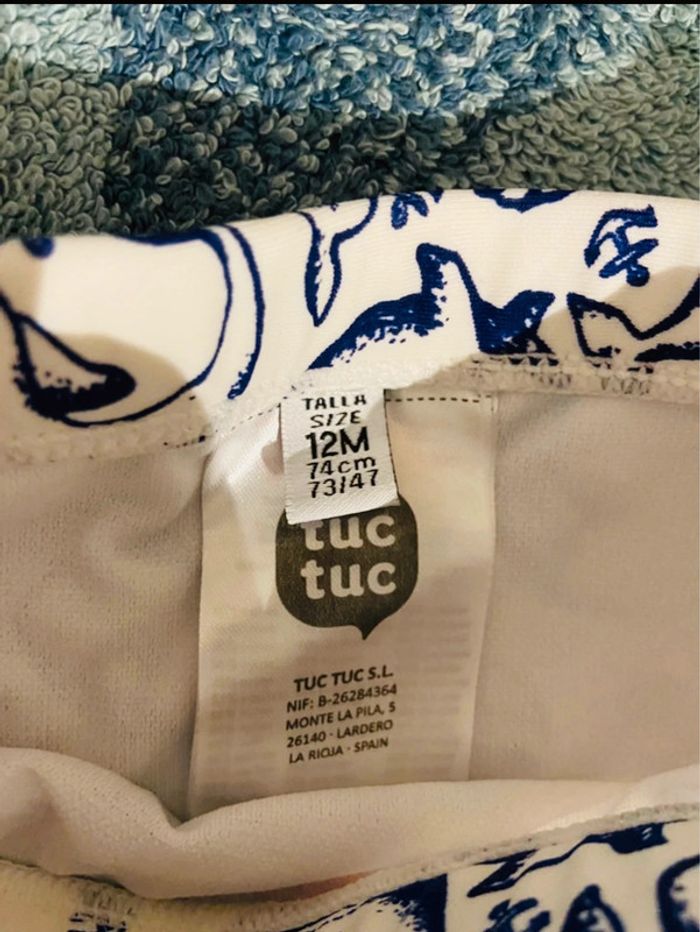 TALLA
SIZE
12M
74cm
73/47
tuc
tuc
TUC TUC S.L.
NIF: B-26284364
MONTE LA PILA, 5
26140 · LARDERO
LA RIOJA · SPAIN